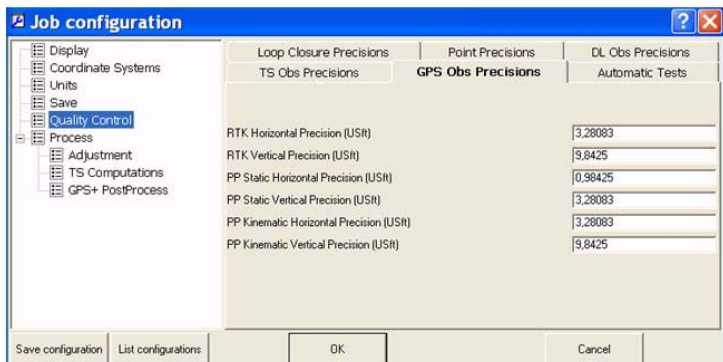 Job configuration
Display
Coordinate Systems
Units
Save
Quality Control
Process
Adjustment
TS Computations
GPS+ PostProcess
Loop Closure Precisions Point Precisions DL Obs Precisions
TS Obs Precisions GPS Obs Precisions Automatic Tests
RTK Horizontal Precision (USft) 3,28083
RTK Vertical Precision (USft) 9,8425
PP Static Horizontal Precision (USft) 0,98425
PP Static Vertical Precision (USft) 3,28083
PP Kinematic Horizontal Precision (USft) 3,28083
PP Kinematic Vertical Precision (USft) 9,8425
Save configuration List configurations OK Cancel